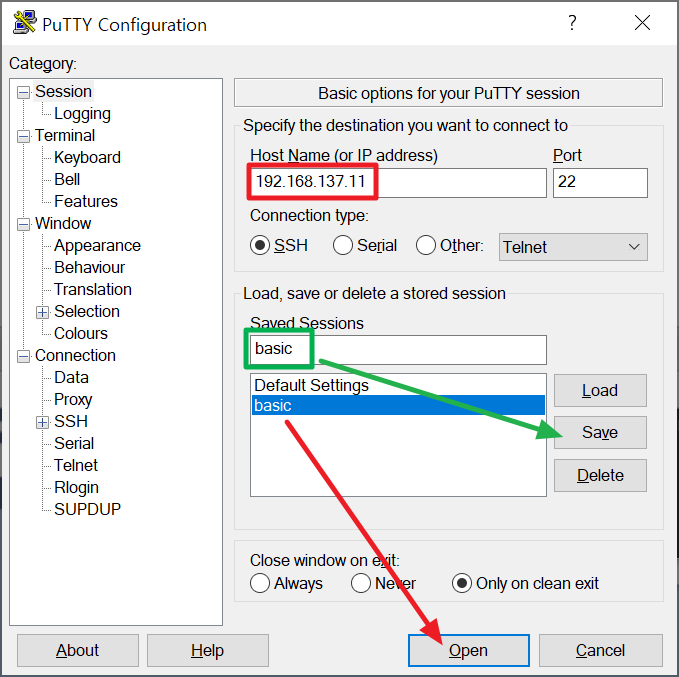 PuTTY Configuration
?
Category:
Session
Logging
Terminal
Keyboard
Bell
Features
Window
Appearance
Behaviour
Translation
Selection
Colours
Connection
Data
Proxy
SSH
Serial
Telnet
Rlogin
SUPDUP
Basic options for your PuTTY session
Specify the destination you want to connect to
Host Name (or IP address) Port
192.168.137.11 22
Connection type:
SSH Serial Other: Telnet
Load, save or delete a stored session
Saved Sessions
basic
Default Settings
basic
Load
Save
Delete
Close window on exit:
Always Never Only on clean exit
About Help Open Cancel